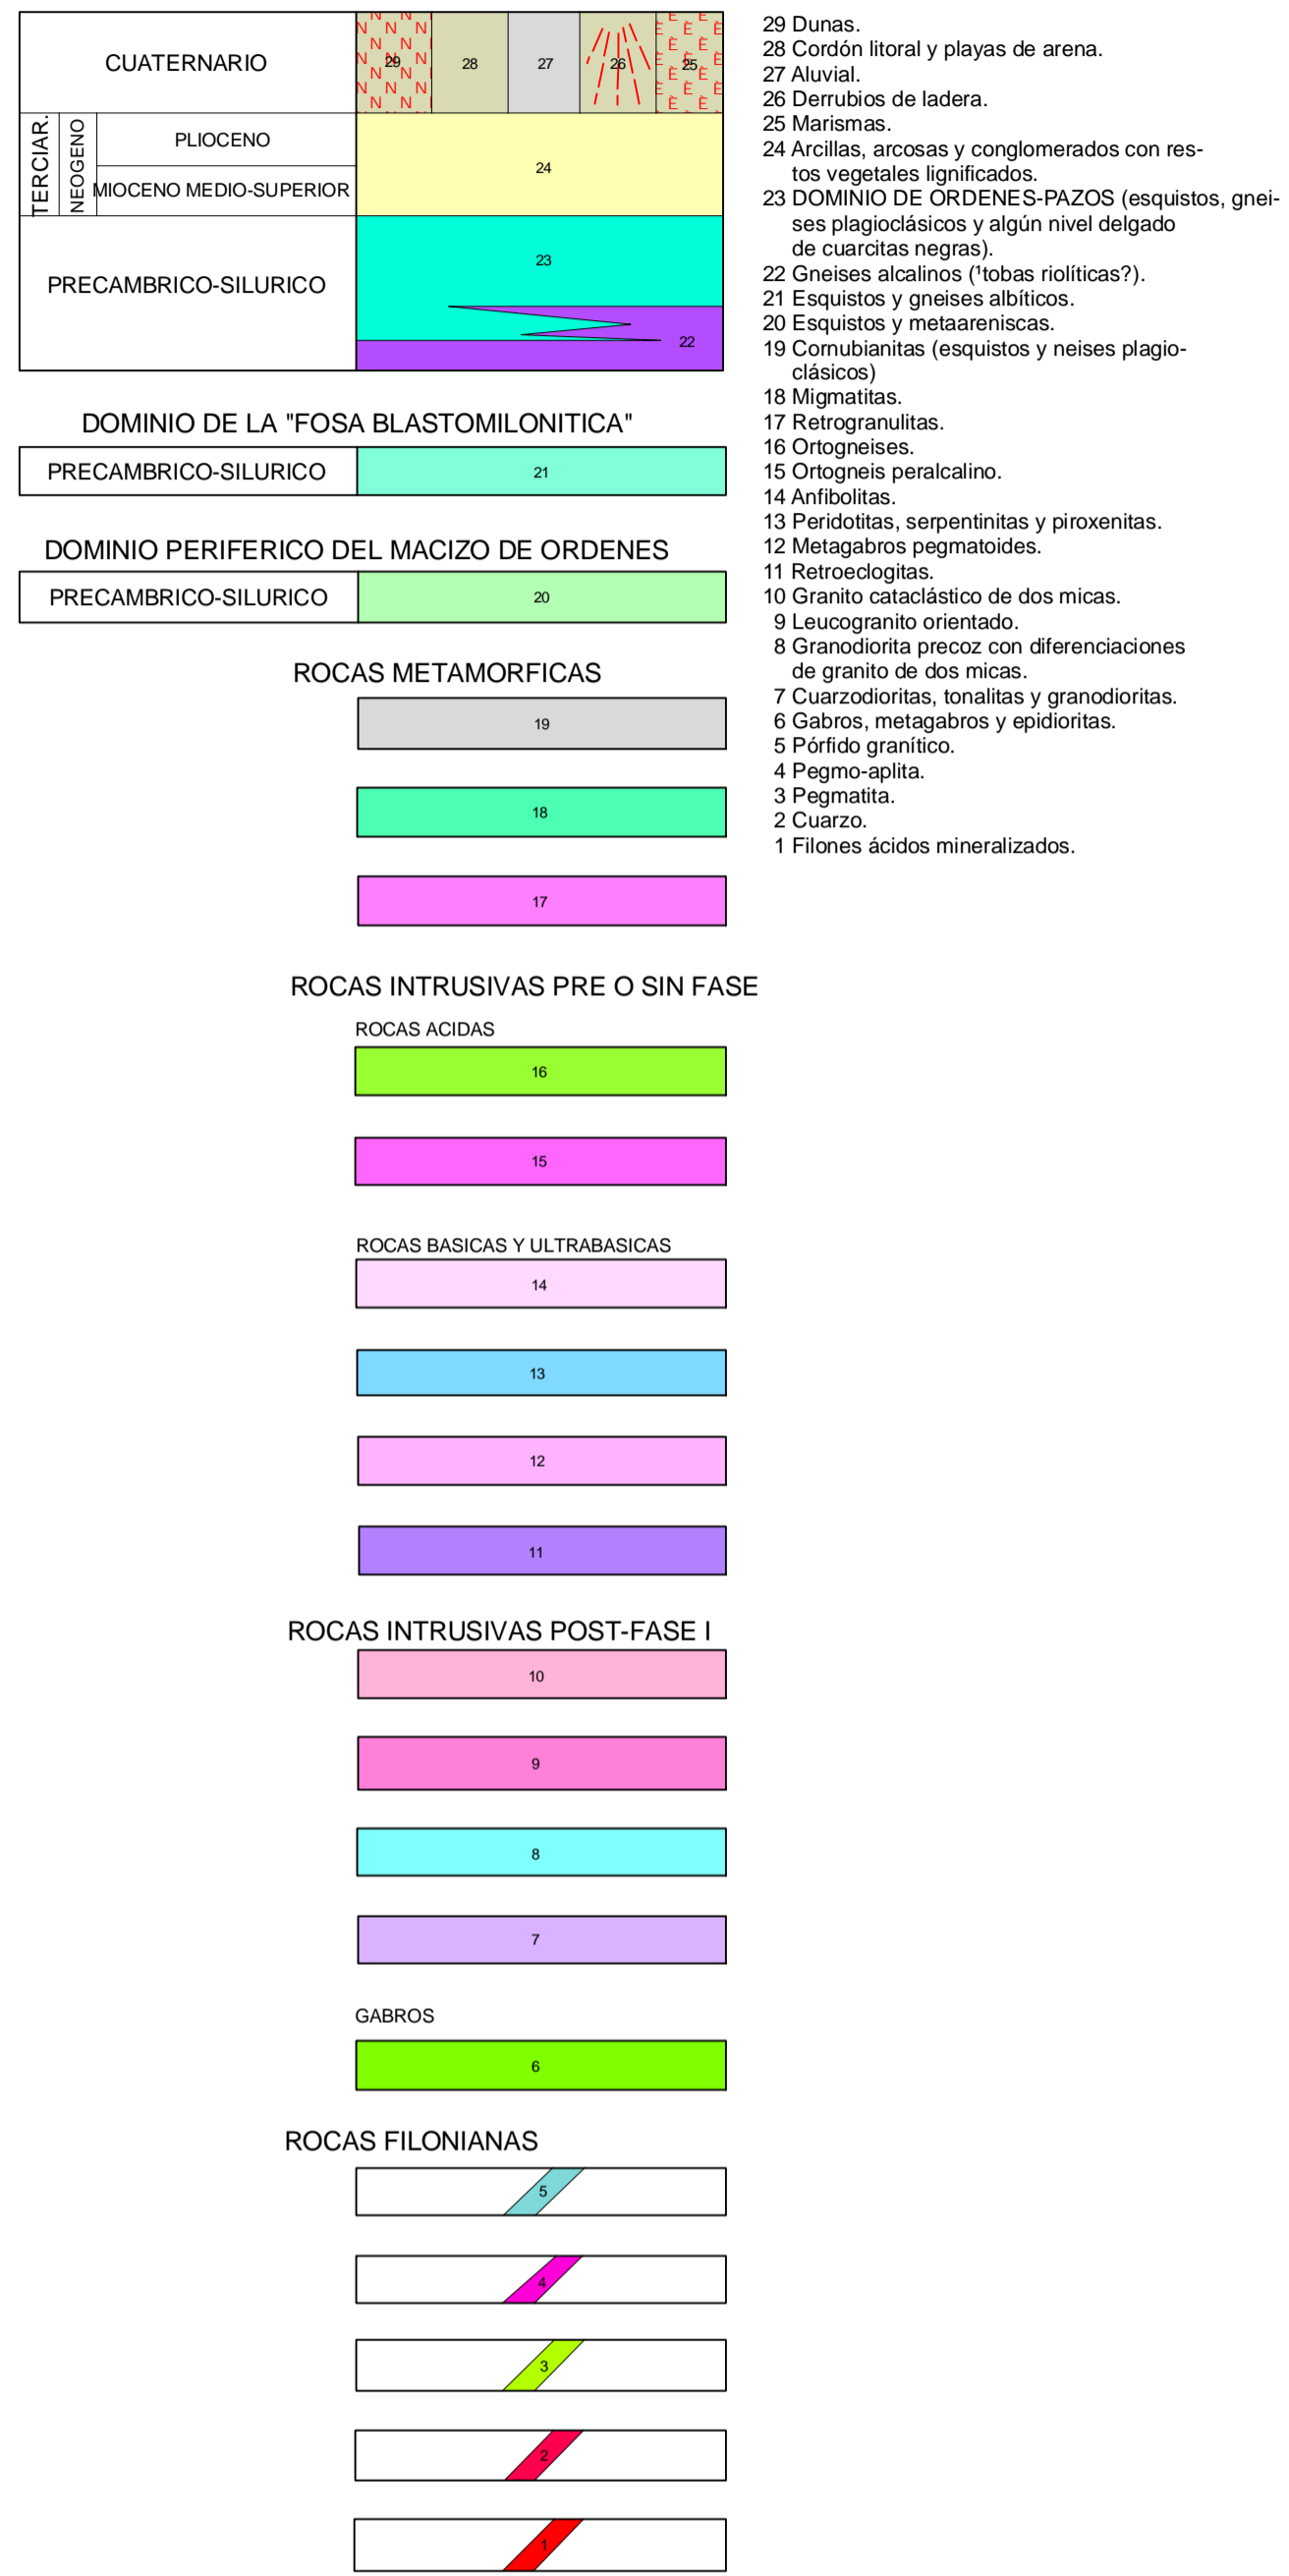 CUATERNARIO
29
28
27
26
25
TERCIAR.
NEOGENO
PLIOCENO
MIOCENO MEDIO-SUPERIOR
24
PRECAMBRICO-SILURICO
23
22
DOMINIO DE LA "FOSA BLASTOMILONITICA"
PRECAMBRICO-SILURICO
21
DOMINIO PERIFERICO DEL MACIZO DE ORDENES
PRECAMBRICO-SILURICO
20
ROCAS METAMORFICAS
19
18
17
ROCAS INTRUSIVAS PRE O SIN FASE
ROCAS ACIDAS
16
15
ROCAS BASICAS Y ULTRABASICAS
14
13
12
11
ROCAS INTRUSIVAS POST-FASE I
10
9
8
7
GABROS
6
ROCAS FILONIANAS
5
4
3
2
1
29 Dunas.
28 Cordón litoral y playas de arena.
27 Aluvial.
26 Derrubios de ladera.
25 Marismas.
24 Arcillas, arcosas y conglomerados con res-
tos vegetales lignificados.
23 DOMINIO DE ORDENES-PAZOS (esquistos, gnei-
ses plagioclásicos y algún nivel delgado
de cuarcitas negras).
22 Gneises alcalinos (¹tobas riolíticas?).
21 Esquistos y gneises albíticos.
20 Esquistos y metaareniscas.
19 Cornubianitas (esquistos y neises plagio-
clásicos)
18 Migmatitas.
17 Retrogranulitas.
16 Ortogneises.
15 Ortogneis peralcalino.
14 Anfibolitas.
13 Peridotitas, serpentinitas y piroxenitas.
12 Metagabros pegmatoides.
11 Retroeclogitas.
10 Granito cataclástico de dos micas.
9 Leucogranito orientado.
8 Granodiorita precoz con diferenciaciones
de granito de dos micas.
7 Cuarzodioritas, tonalitas y granodioritas.
6 Gabros, metagabros y epidioritas.
5 Pórfido granítico.
4 Pegmo-aplita.
3 Pegmatita.
2 Cuarzo.
1 Filones ácidos mineralizados.